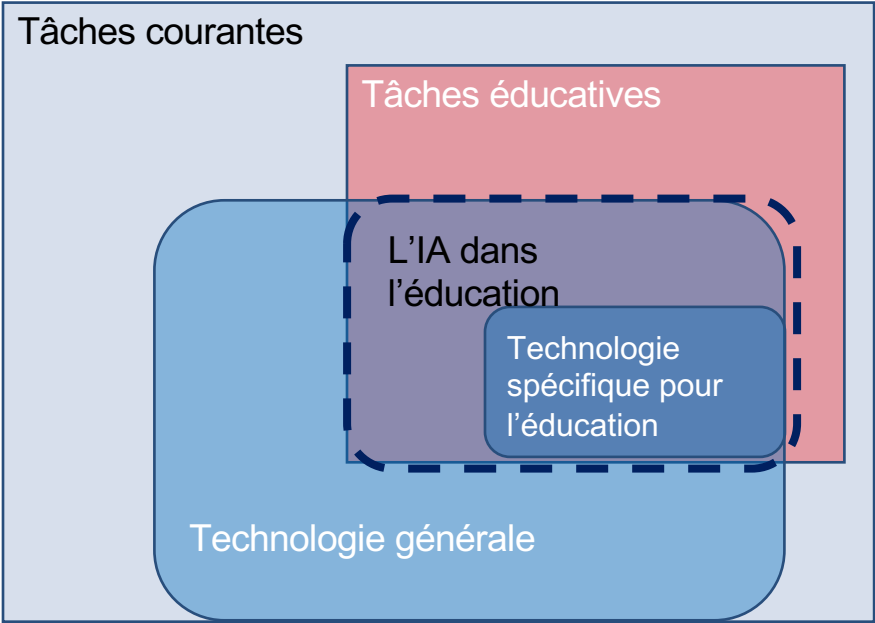 Tâches courantes
Tâches éducatives
L’IA dans
l’éducation
Technologie
spécifique pour
l’éducation
Technologie générale